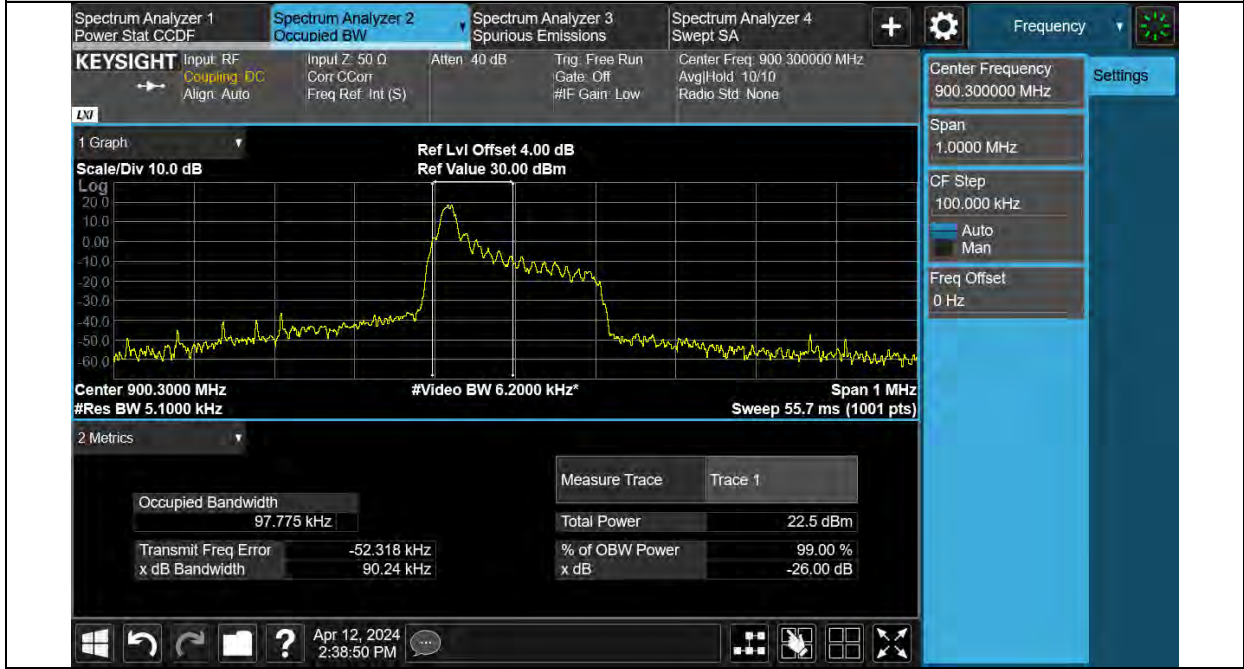 Spectrum Analyzer 1
Power Stat CCDF
Spectrum Analyzer 2
Occupied BW
Spectrum Analyzer 3
Spurious Emissions
Spectrum Analyzer 4
Swept SA
+
Frequency
KEYSIGHT
Input: RF
Coupling: DC
Align: Auto
Input Z: 50 Ω
Corr CCorr
Freq Ref: Int (S)
Atten: 40 dB
Trig: Free Run
Gate: Off
#IF Gain: Low
Center Freq: 900.300000 MHz
Avg|Hold: 10/10
Radio Std: None
LXI
Center Frequency
900.300000 MHz
Settings
Span
1.0000 MHz
CF Step
100.000 kHz
Auto
Man
Freq Offset
0 Hz
1 Graph
Scale/Div 10.0 dB
Ref Lvl Offset 4.00 dB
Ref Value 30.00 dBm
Log
20.0
10.0
0.00
-10.0
-20.0
-30.0
-40.0
-50.0
-60.0
Center 900.3000 MHz
#Res BW 5.1000 kHz
#Video BW 6.2000 kHz*
Span 1 MHz
Sweep 55.7 ms (1001 pts)
2 Metrics
Measure Trace Trace 1
Occupied Bandwidth
97.775 kHz
Total Power 22.5 dBm
Transmit Freq Error -52.318 kHz
% of OBW Power 99.00 %
x dB Bandwidth 90.24 kHz
x dB -26.00 dB
?
Apr 12, 2024
2:38:50 PM